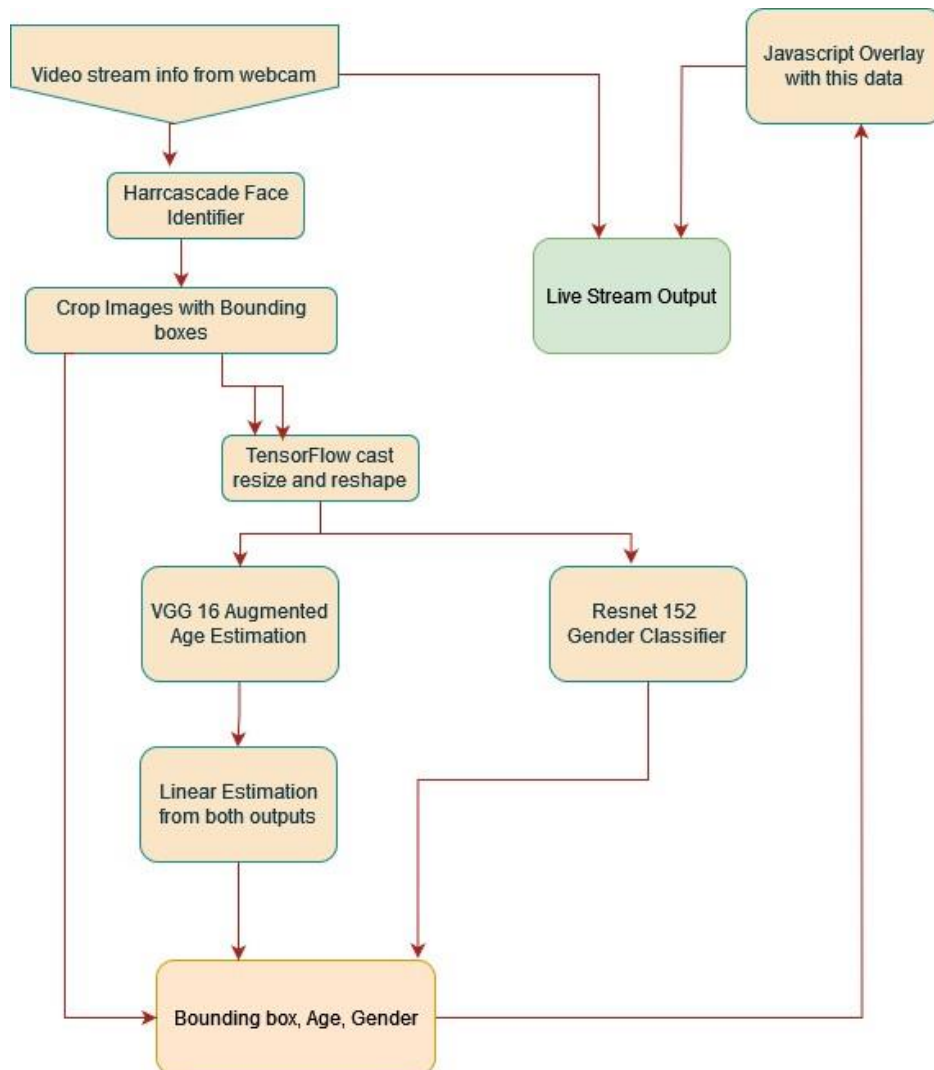 Video stream info from webcam
Javascript Overlay
with this data
Harrcascade Face
Identifier
Live Stream Output
Crop Images with Bounding
boxes
TensorFlow cast
resize and reshape
VGG 16 Augmented
Age Estimation
Resnet 152
Gender Classifier
Linear Estimation
from both outputs
Bounding box, Age, Gender